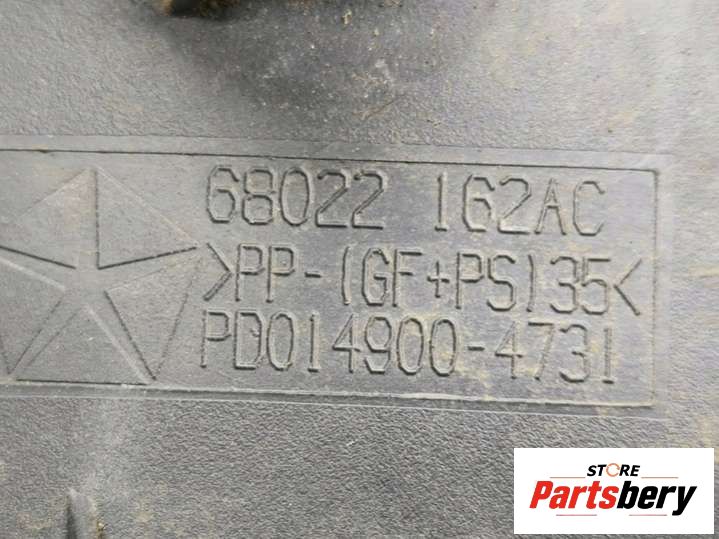 68022 162AC
>PP-(GF+PS)35<
PD014900-4731
STORE
Partsbery